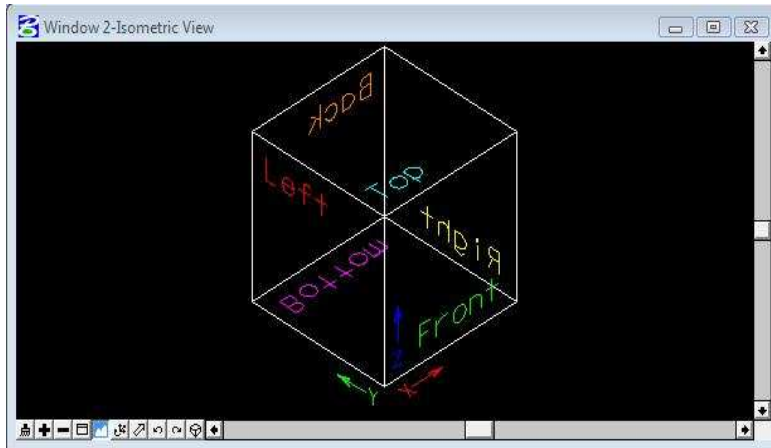 Window 2-Isometric View
Back
Left
Top
Right
Bottom
Front
Z
Y
X